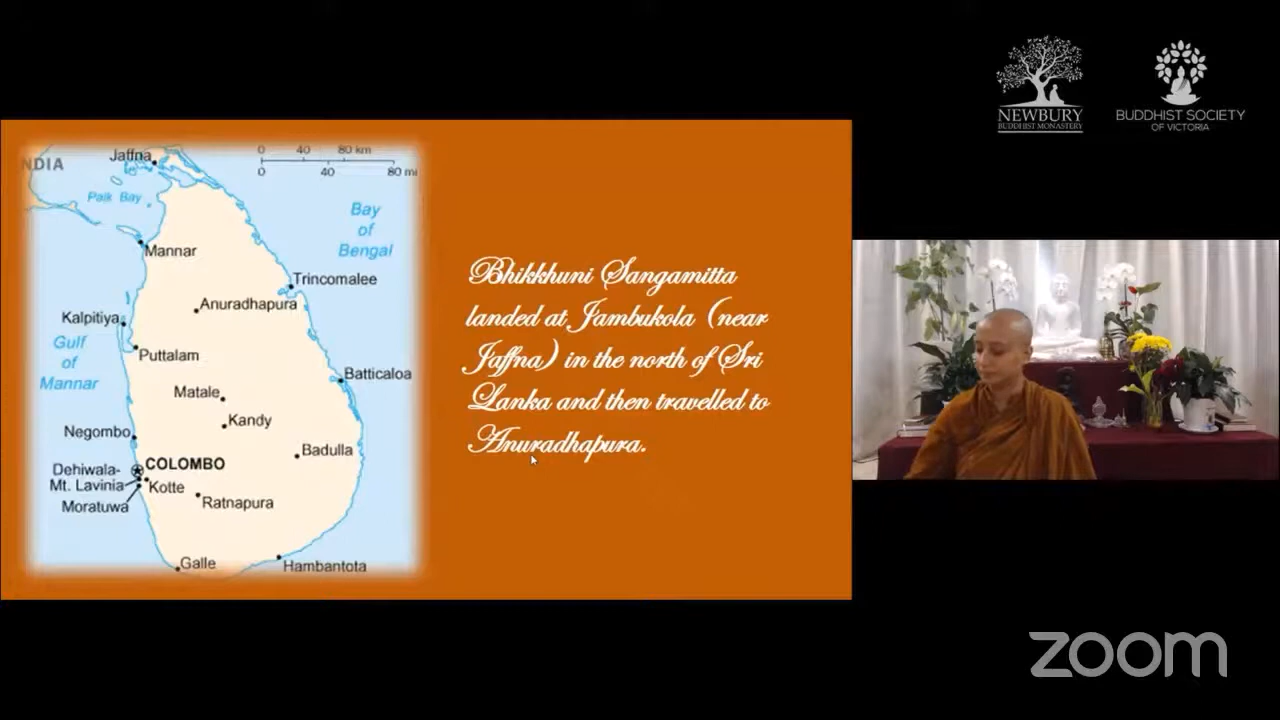 NEWBURY
BUDDHIST MONASTERY
BUDDHIST SOCIETY
OF VICTORIA
NDIA
Jaffna
0 40 80 km
0 40 80 mi
Palk Bay
Bay
of
Bengal
Mannar
Trincomalee
Anuradhapura
Kalpitiya
Gulf
of
Mannar
Puttalam
Batticaloa
Matale
Kandy
Negombo
Badulla
COLOMBO
Dehiwala-
Mt. Lavinia
Kotte
Moratuwa
Ratnapura
Galle
Hambantota
Bhikkhuni Sangamitta
landed at Jambukola (near
Jaffna) in the north of Sri
Lanka and then travelled to
Anuradhapura.
zoom